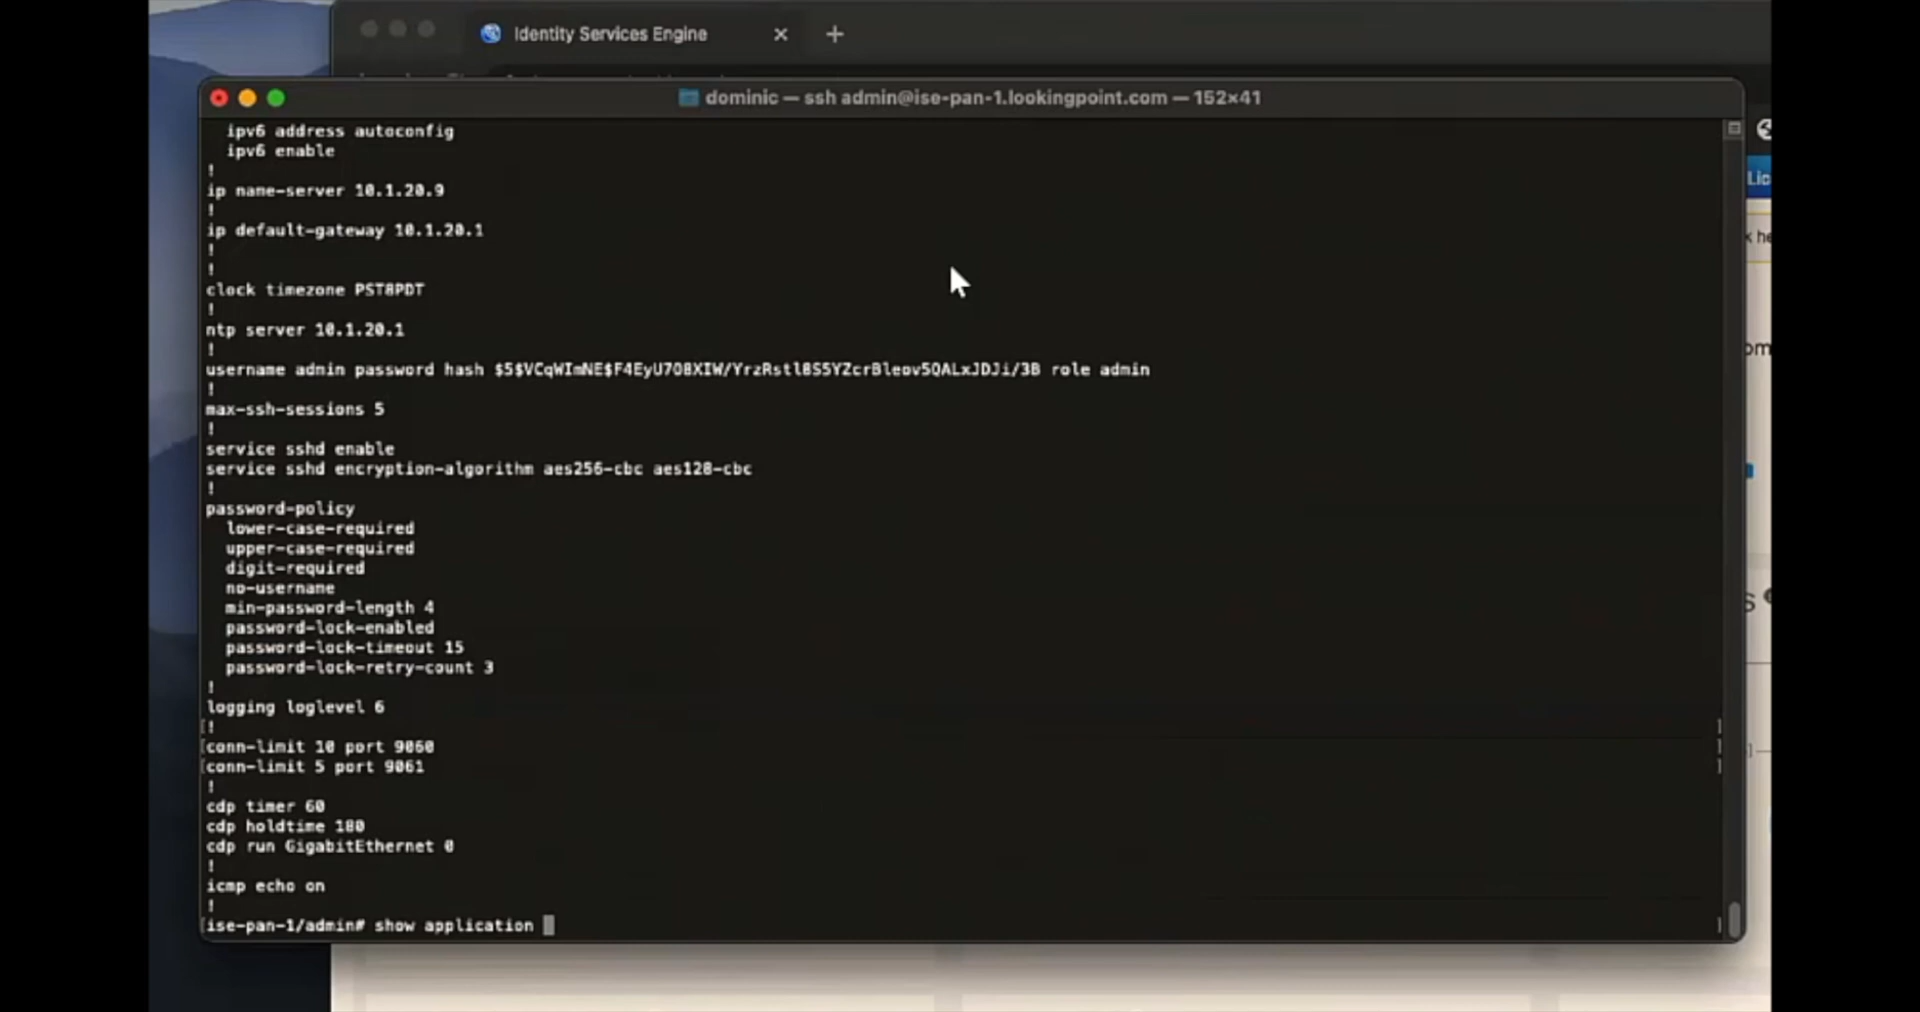 Identity Services Engine
dominic — ssh admin@ise-pan-1.lookingpoint.com — 152×41
ipv6 address autoconfig
ipv6 enable
!
ip name-server 10.1.20.9
!
ip default-gateway 10.1.20.1
!
!
clock timezone PST8PDT
!
ntp server 10.1.20.1
!
username admin password hash $5$VCqWImNE$F4EyU7O8XIW/YrzRstl8S5YZcrBleov5QALxJDJi/3B role admin
!
max-ssh-sessions 5
!
service sshd enable
service sshd encryption-algorithm aes256-cbc aes128-cbc
!
password-policy
lower-case-required
upper-case-required
digit-required
no-username
min-password-length 4
password-lock-enabled
password-lock-timeout 15
password-lock-retry-count 3
!
logging loglevel 6
!
conn-limit 10 port 9060
conn-limit 5 port 9061
!
cdp timer 60
cdp holdtime 180
cdp run GigabitEthernet 0
!
icmp echo on
!
ise-pan-1/admin# show application